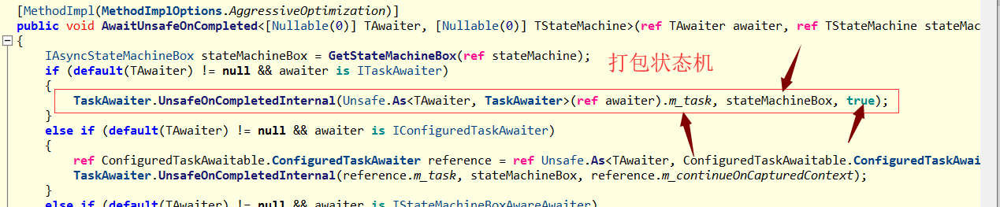 [MethodImpl(MethodImplOptions.AggressiveOptimization)]
public void AwaitUnsafeOnCompleted<[Nullable(0)] TAwaiter, [Nullable(0)] TStateMachine>(ref TAwaiter awaiter, ref TStateMachine stateMac
{
IAsyncStateMachineBox stateMachineBox = GetStateMachineBox(ref stateMachine);
打包状态机
if (default(TAwaiter) != null && awaiter is ITaskAwaiter)
{
TaskAwaiter.UnsafeOnCompletedInternal(Unsafe.As<TAwaiter, TaskAwaiter>(ref awaiter).m_task, stateMachineBox, true);
}
else if (default(TAwaiter) != null && awaiter is IConfiguredTaskAwaiter)
{
ref ConfiguredTaskAwaitable.ConfiguredTaskAwaiter reference = ref Unsafe.As<TAwaiter, ConfiguredTaskAwaitable.ConfiguredTaskAwai
TaskAwaiter.UnsafeOnCompletedInternal(reference.m_task, stateMachineBox, reference.m_continueOnCapturedContext);
}
else if (default(TAwaiter) != null && awaiter is IStateMachineBoxAwareAwaiter)